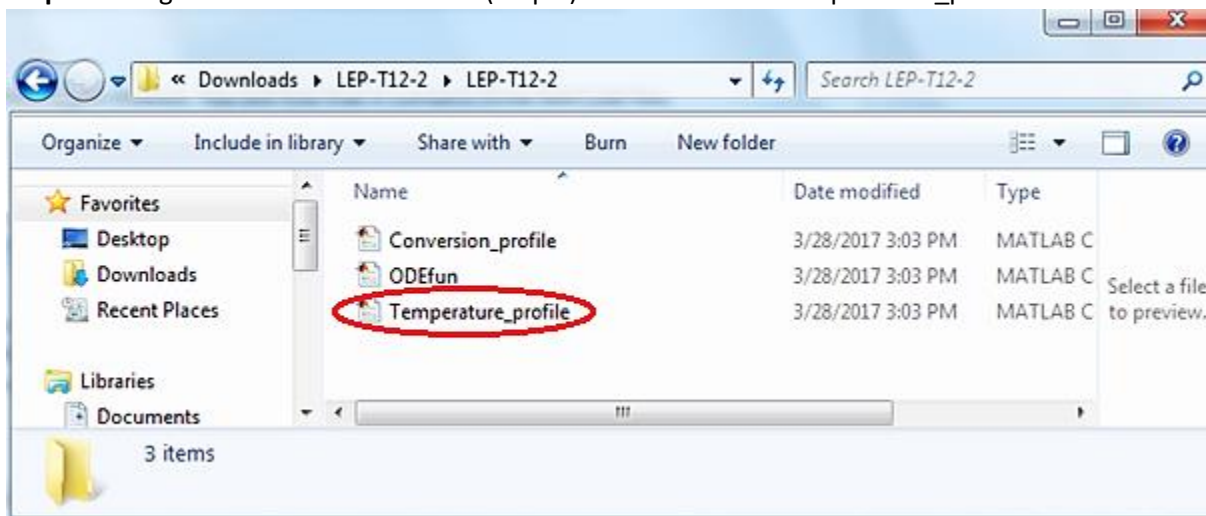 « Downloads ▸ LEP-T12-2 ▸ LEP-T12-2
Search LEP-T12-2
Organize Include in library Share with Burn New folder
Favorites
Desktop
Downloads
Recent Places
Libraries
Documents
Name Date modified Type
Conversion_profile 3/28/2017 3:03 PM MATLAB C
ODEfun 3/28/2017 3:03 PM MATLAB C
Temperature_profile 3/28/2017 3:03 PM MATLAB C
Select a file
to preview.
3 items